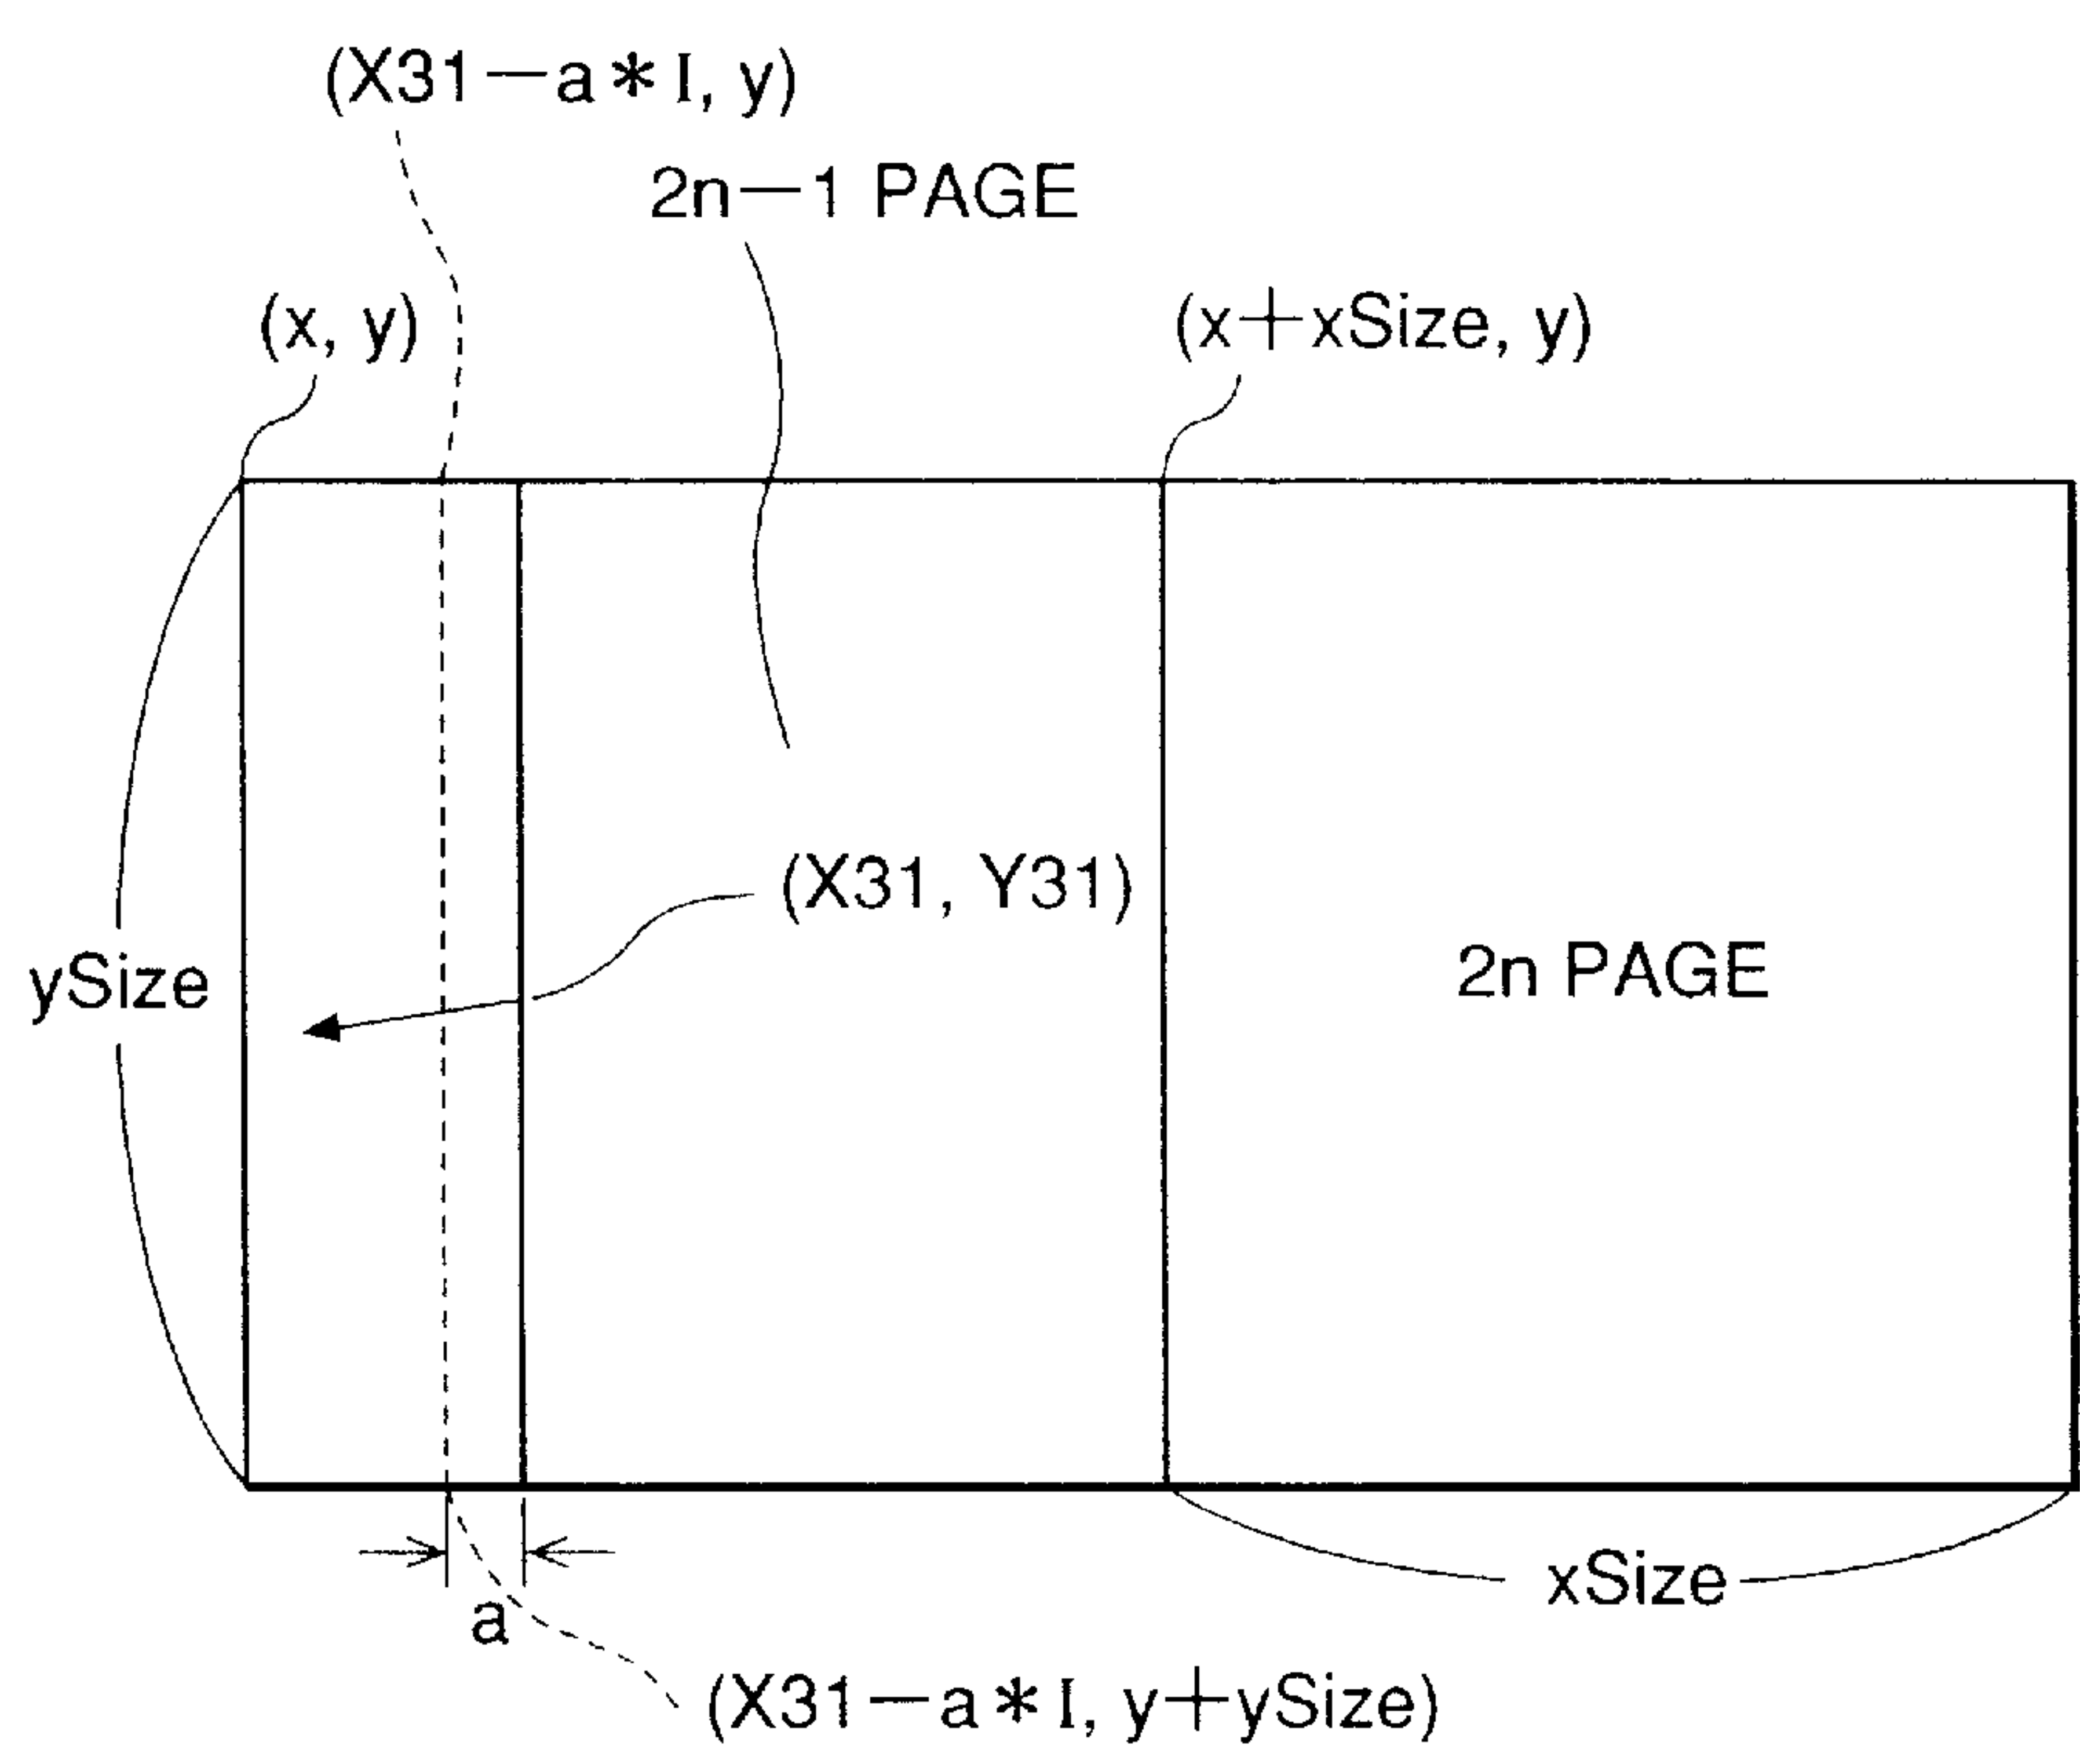 (X31−a*I, y)
2n−1 PAGE
(x, y)
(x+xSize, y)
(X31, Y31)
ySize
2n PAGE
xSize
a
(X31−a*I, y+ySize)